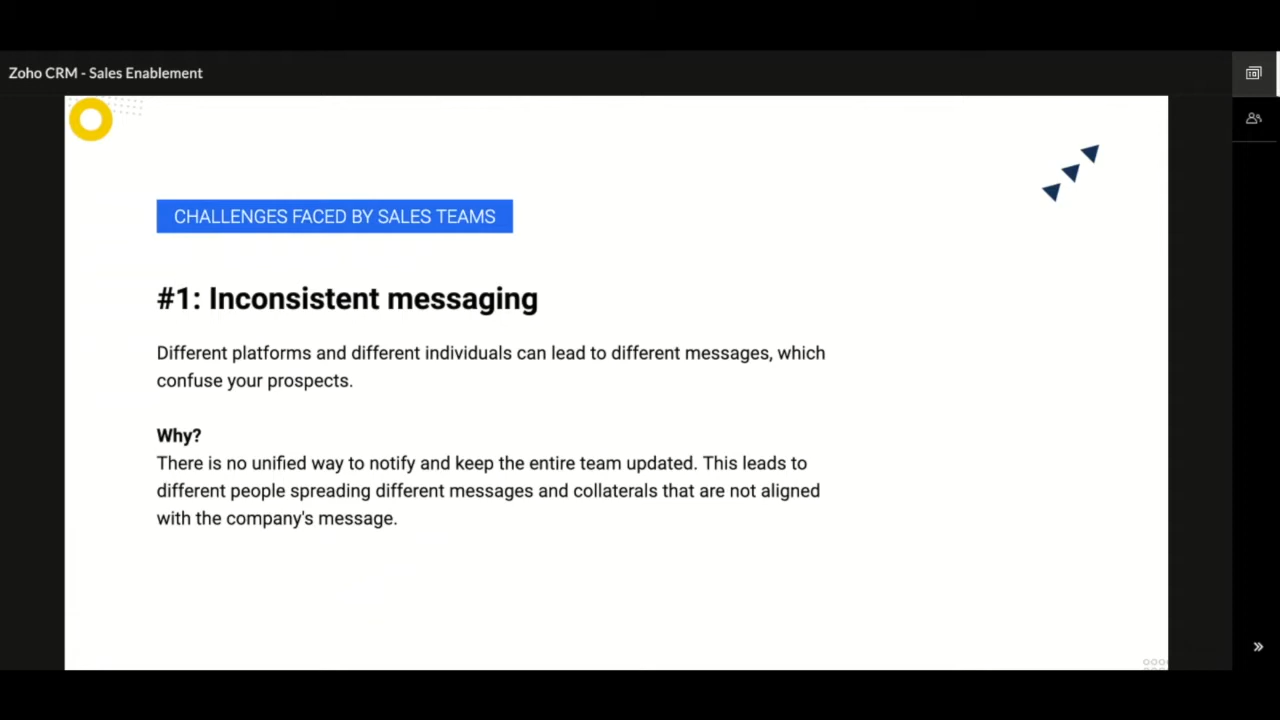 Zoho CRM - Sales Enablement
CHALLENGES FACED BY SALES TEAMS
#1: Inconsistent messaging
Different platforms and different individuals can lead to different messages, which
confuse your prospects.
Why?
There is no unified way to notify and keep the entire team updated. This leads to
different people spreading different messages and collaterals that are not aligned
with the company's message.